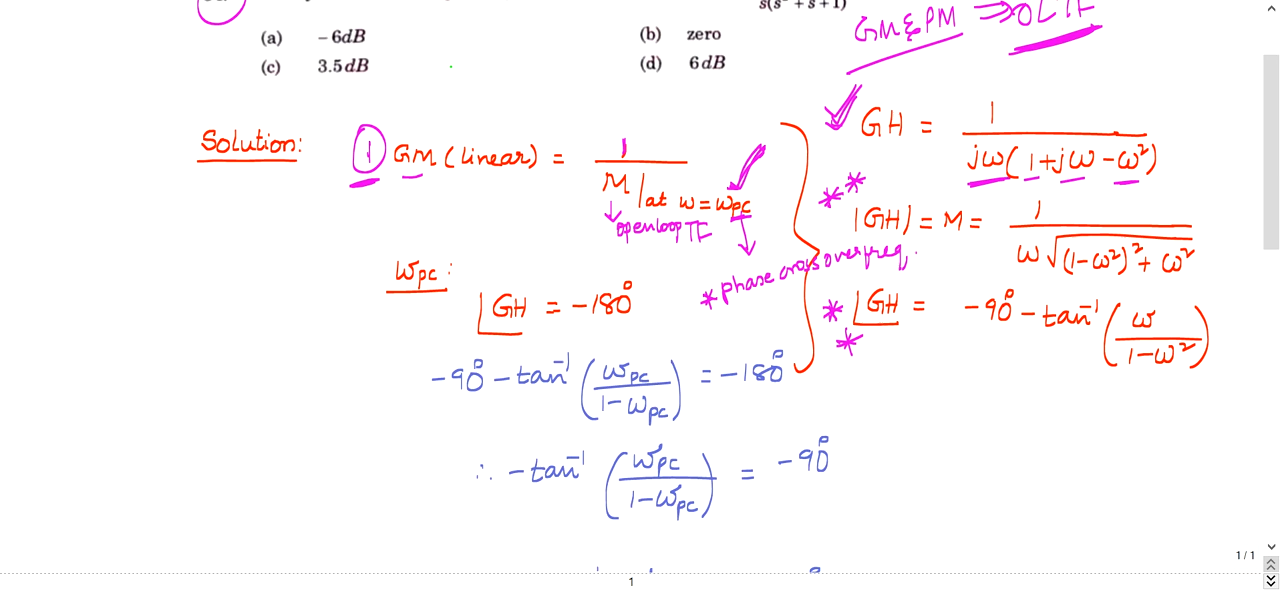 s(s² + s + 1)
(a) - 6dB (b) zero
(c) 3.5dB (d) 6dB
GM & PM ⇒ OLTF
Solution: ① GM (linear) = 1 / M |at ω = ωpc
↓ open loop TF
↓ * phase cross over freq.
ωpc:
∠GH = -180°
-90° - tan⁻¹ (ωpc / 1 - ωpc) = -180°
∴ - tan⁻¹ (ωpc / 1 - ωpc) = -90°
✓ GH = 1 / jω(1 + jω - ω²)
** |GH| = M = 1 / ω√(1-ω²)² + ω²
** ∠GH = -90° - tan⁻¹ (ω / 1 - ω²)
1 / 1
1